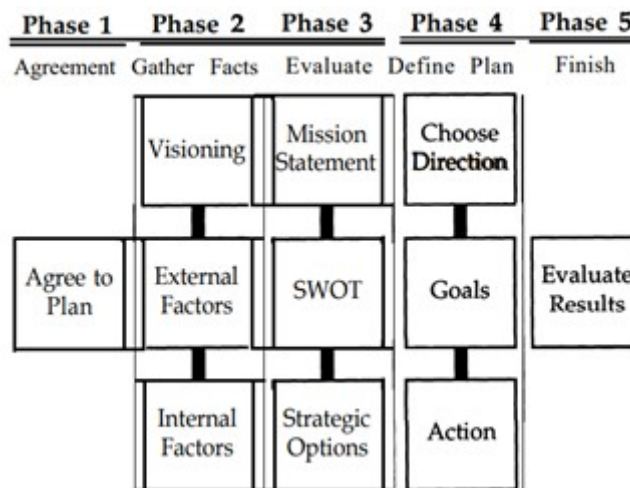 Phase 1 Phase 2 Phase 3 Phase 4 Phase 5
Agreement Gather Facts Evaluate Define Plan Finish
Visioning
Mission
Statement
Choose
Direction
Agree to
Plan
External
Factors
SWOT
Goals
Evaluate
Results
Internal
Factors
Strategic
Options
Action